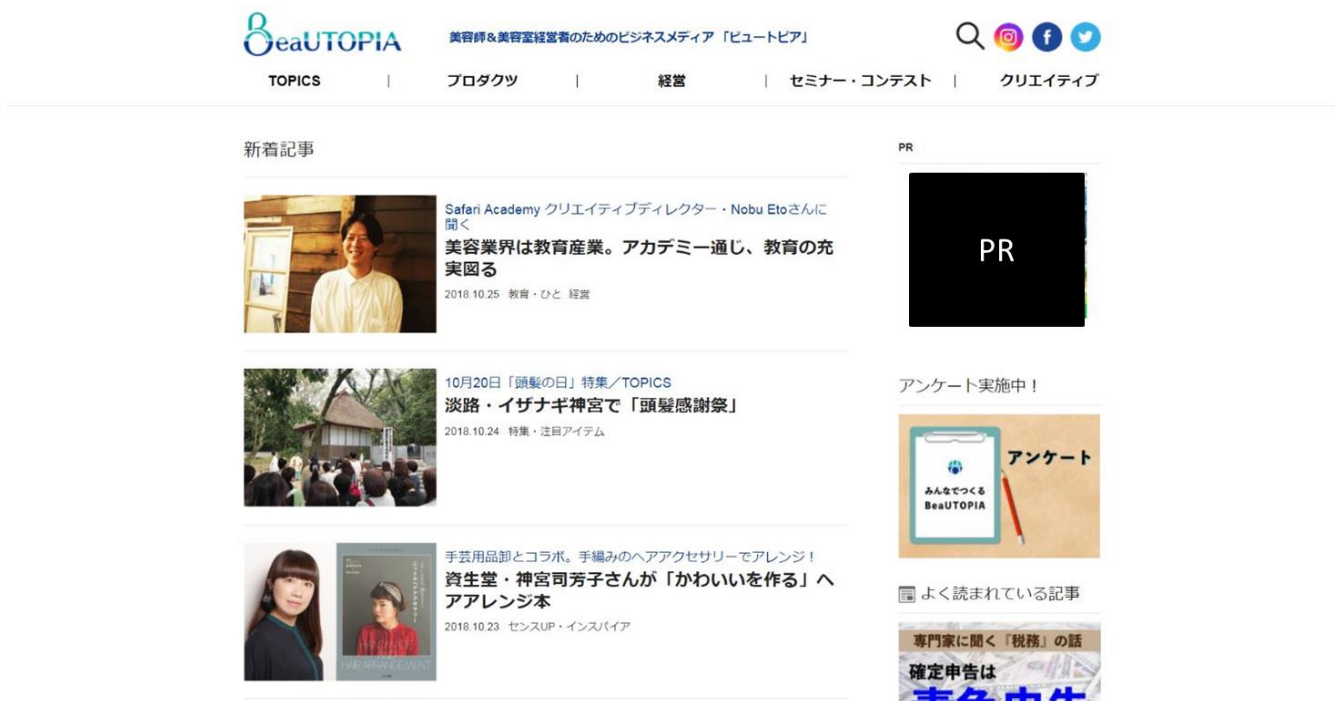 BeaUTOPIA
美容師&美容室経営者のためのビジネスメディア 「ビュートピア」
TOPICS | プロダクツ | 経営 | セミナー・コンテスト | クリエイティブ
新着記事
Safari Academy クリエイティブディレクター・Nobu Etoさんに
聞く
美容業界は教育産業。アカデミー通じ、教育の充
実図る
2018.10.25 教育・ひと 経営
10月20日「頭髪の日」特集／TOPICS
淡路・イザナギ神宮で「頭髪感謝祭」
2018.10.24 特集・注目アイテム
手芸用品卸とコラボ。手編みのヘアアクセサリーでアレンジ！
資生堂・神宮司芳子さんが「かわいいを作る」ヘ
アアレンジ本
2018.10.23 センスUP・インスパイア
HAIR ARRANGEMENT
PR
PR
アンケート実施中！
アンケート
みんなでつくる
BeaUTOPIA
よく読まれている記事
専門家に聞く『税務』の話
確定申告は
青色申告